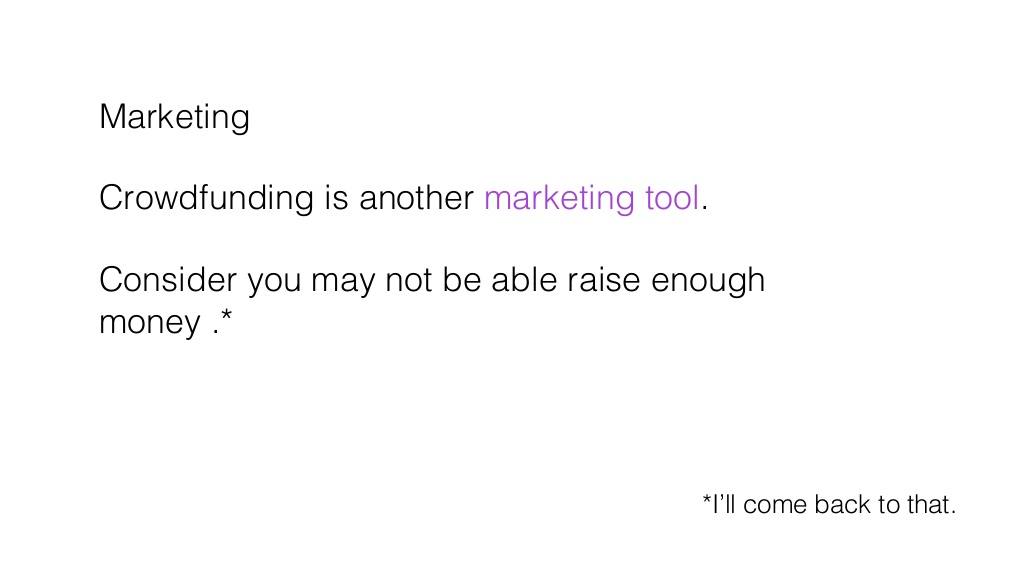 Marketing
Crowdfunding is another marketing tool.
Consider you may not be able raise enough
money .*
*I’ll come back to that.